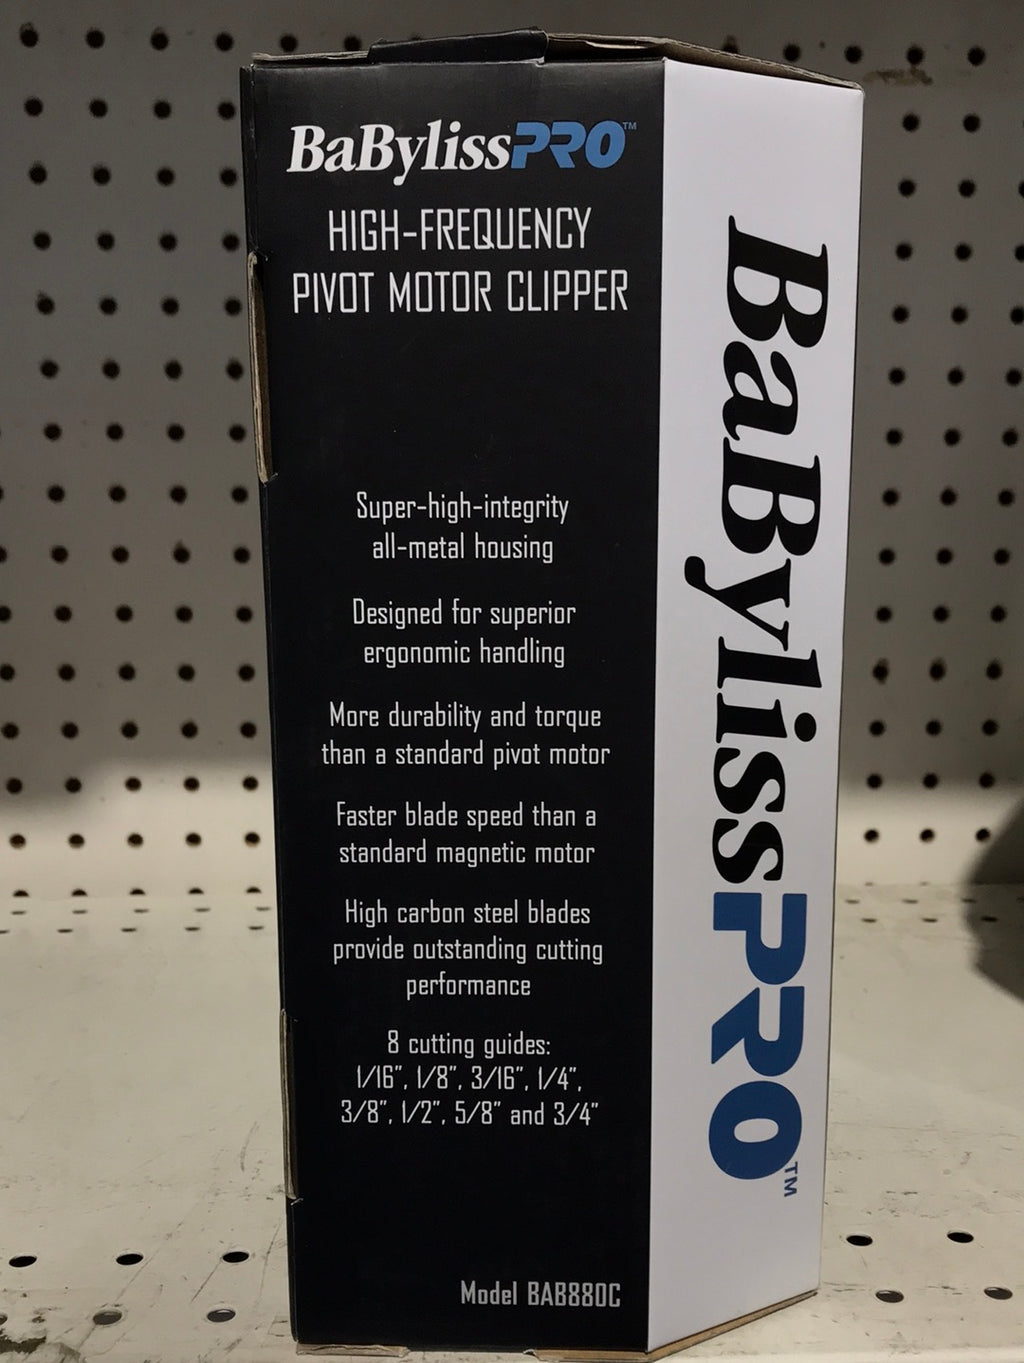 BaBylissPRO™
HIGH-FREQUENCY
PIVOT MOTOR CLIPPER
Super-high-integrity
all-metal housing
Designed for superior
ergonomic handling
More durability and torque
than a standard pivot motor
Faster blade speed than a
standard magnetic motor
High carbon steel blades
provide outstanding cutting
performance
8 cutting guides:
1/16”, 1/8”, 3/16”, 1/4”,
3/8”, 1/2”, 5/8” and 3/4”
Model BAB880C
BaBylissPRO™